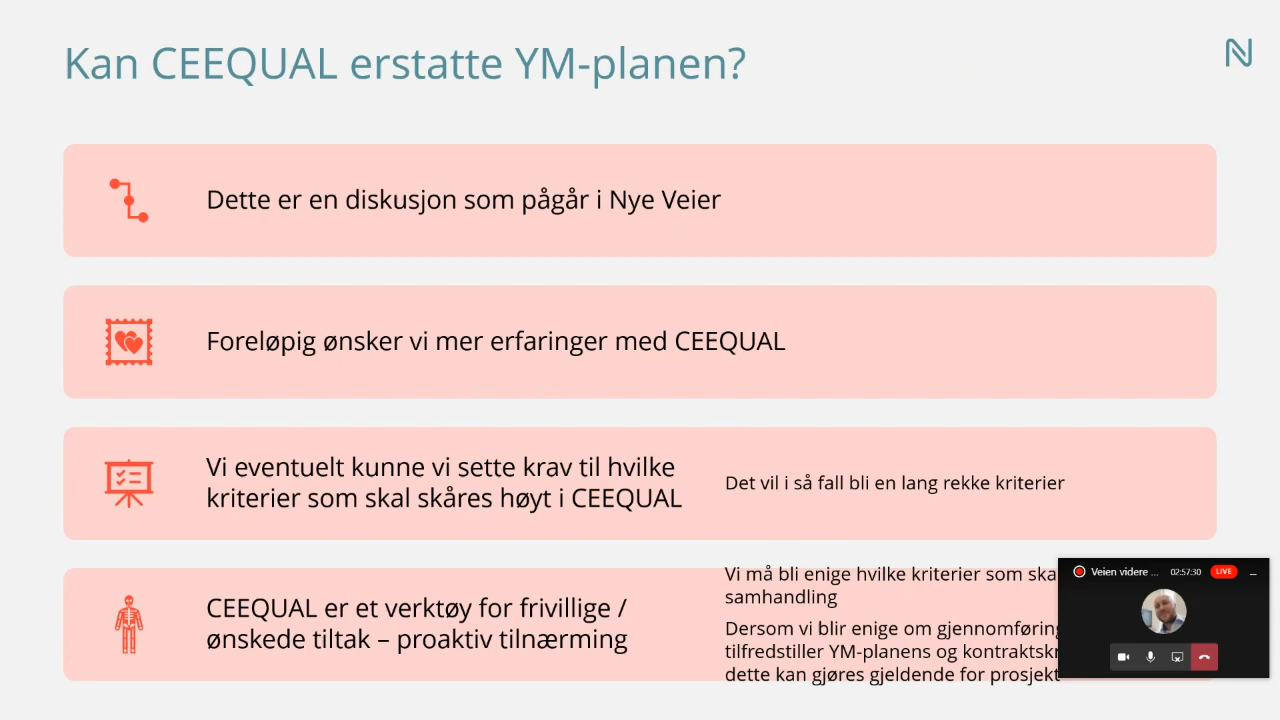 Kan CEEQUAL erstatte YM-planen?
Dette er en diskusjon som pågår i Nye Veier
Foreløpig ønsker vi mer erfaringer med CEEQUAL
Vi eventuelt kunne vi sette krav til hvilke
kriterier som skal skåres høyt i CEEQUAL
Det vil i så fall bli en lang rekke kriterier
CEEQUAL er et verktøy for frivillige /
ønskede tiltak – proaktiv tilnærming
Vi må bli enige hvilke kriterier som
samhandling
Dersom vi blir enige om
tilfredstiller YM-planens og
dette kan gjøres gjeldende for
Veien videre ...
02:57:30
LIVE